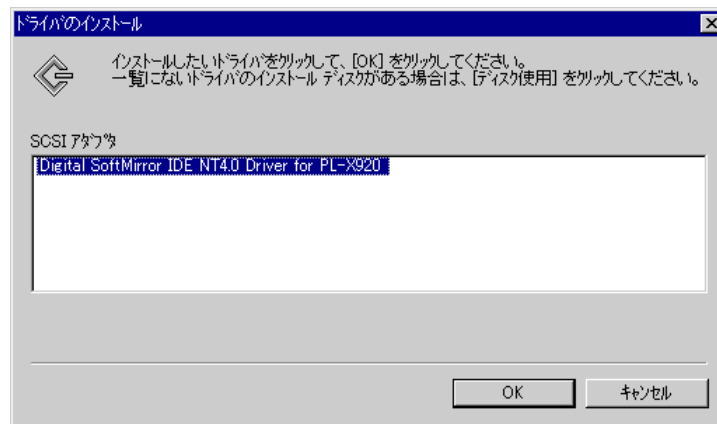 ドライバのインストール
インストールしたいドライバをクリックして、[OK] をクリックしてください。
一覧にないドライバのインストール ディスクがある場合は、[ディスク使用] をクリックしてください。
SCSI アダプタ
Digital SoftMirror IDE NT4.0 Driver for PL-X920
OK
キャンセル